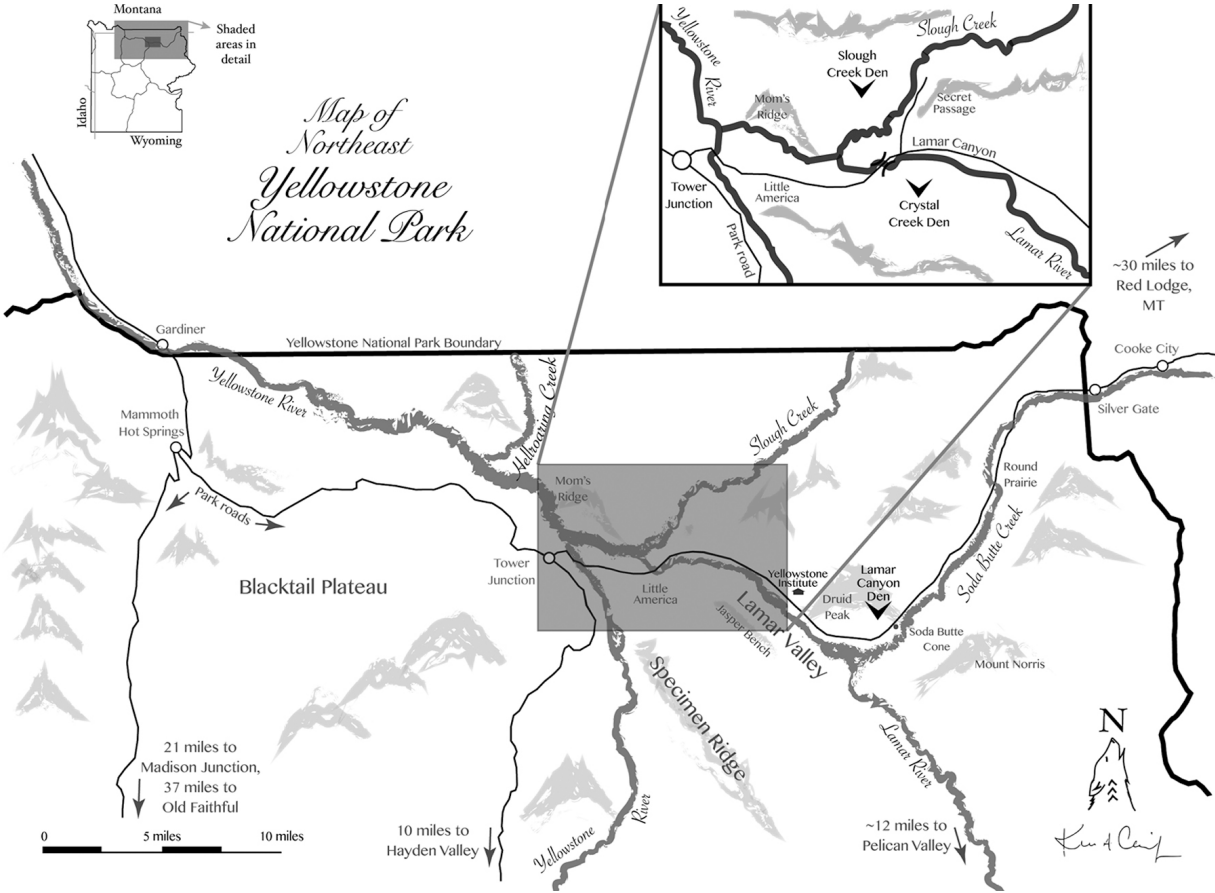 Montana
Shaded
areas in
detail
Idaho
Wyoming
Map of
Northeast
Yellowstone
National Park
Yellowstone
River
Slough Creek
Slough
Creek Den
Mom's
Ridge
Secret
Passage
Lamar Canyon
Tower
Junction
Little
America
Crystal
Creek Den
Park road
Lamar River
~30 miles to
Red Lodge,
MT
Gardiner
Yellowstone National Park Boundary
Cooke City
Silver Gate
Yellowstone River
Hellroaring Creek
Slough Creek
Mammoth
Hot Springs
Park roads
Mom's
Ridge
Round
Prairie
Soda Butte Creek
Tower
Junction
Blacktail Plateau
Little
America
Yellowstone
Institute
Lamar
Canyon
Den
Druid
Peak
Lamar Valley
Jasper Bench
Soda Butte
Cone
Mount Norris
Specimen Ridge
Lamar River
N
21 miles to
Madison Junction,
37 miles to
Old Faithful
0 5 miles 10 miles
10 miles to
Hayden Valley
Yellowstone
River
~12 miles to
Pelican Valley